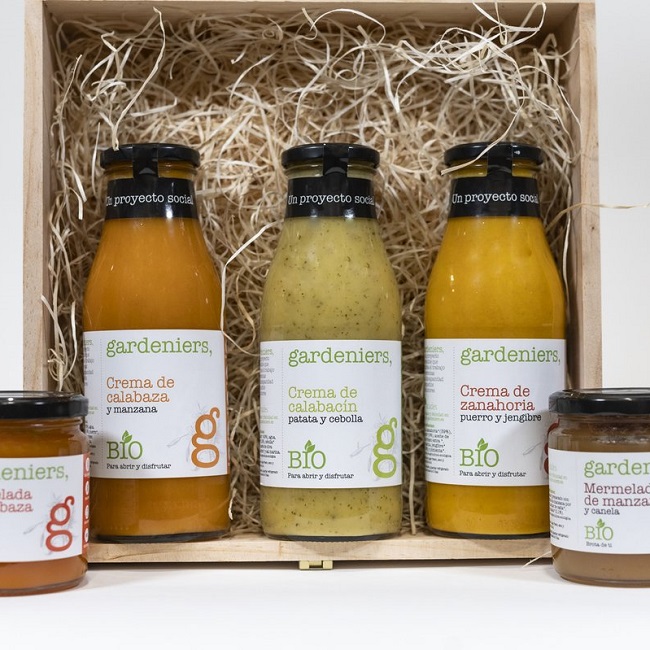 Un proyecto social
gardeniers,
Crema de
calabaza
y manzana
BIO
Para abrir y disfrutar
Un proyecto social
gardeniers,
Crema de
calabacín
patata y cebolla
g
BIO
Para abrir y disfrutar
Un proyecto social
gardeniers,
Crema de
zanahoria
puerro y jengibre
BIO
Para abrir y disfrutar
deniers,
elada
baza
g
garden
Mermelad
de manza
y canela
BIO